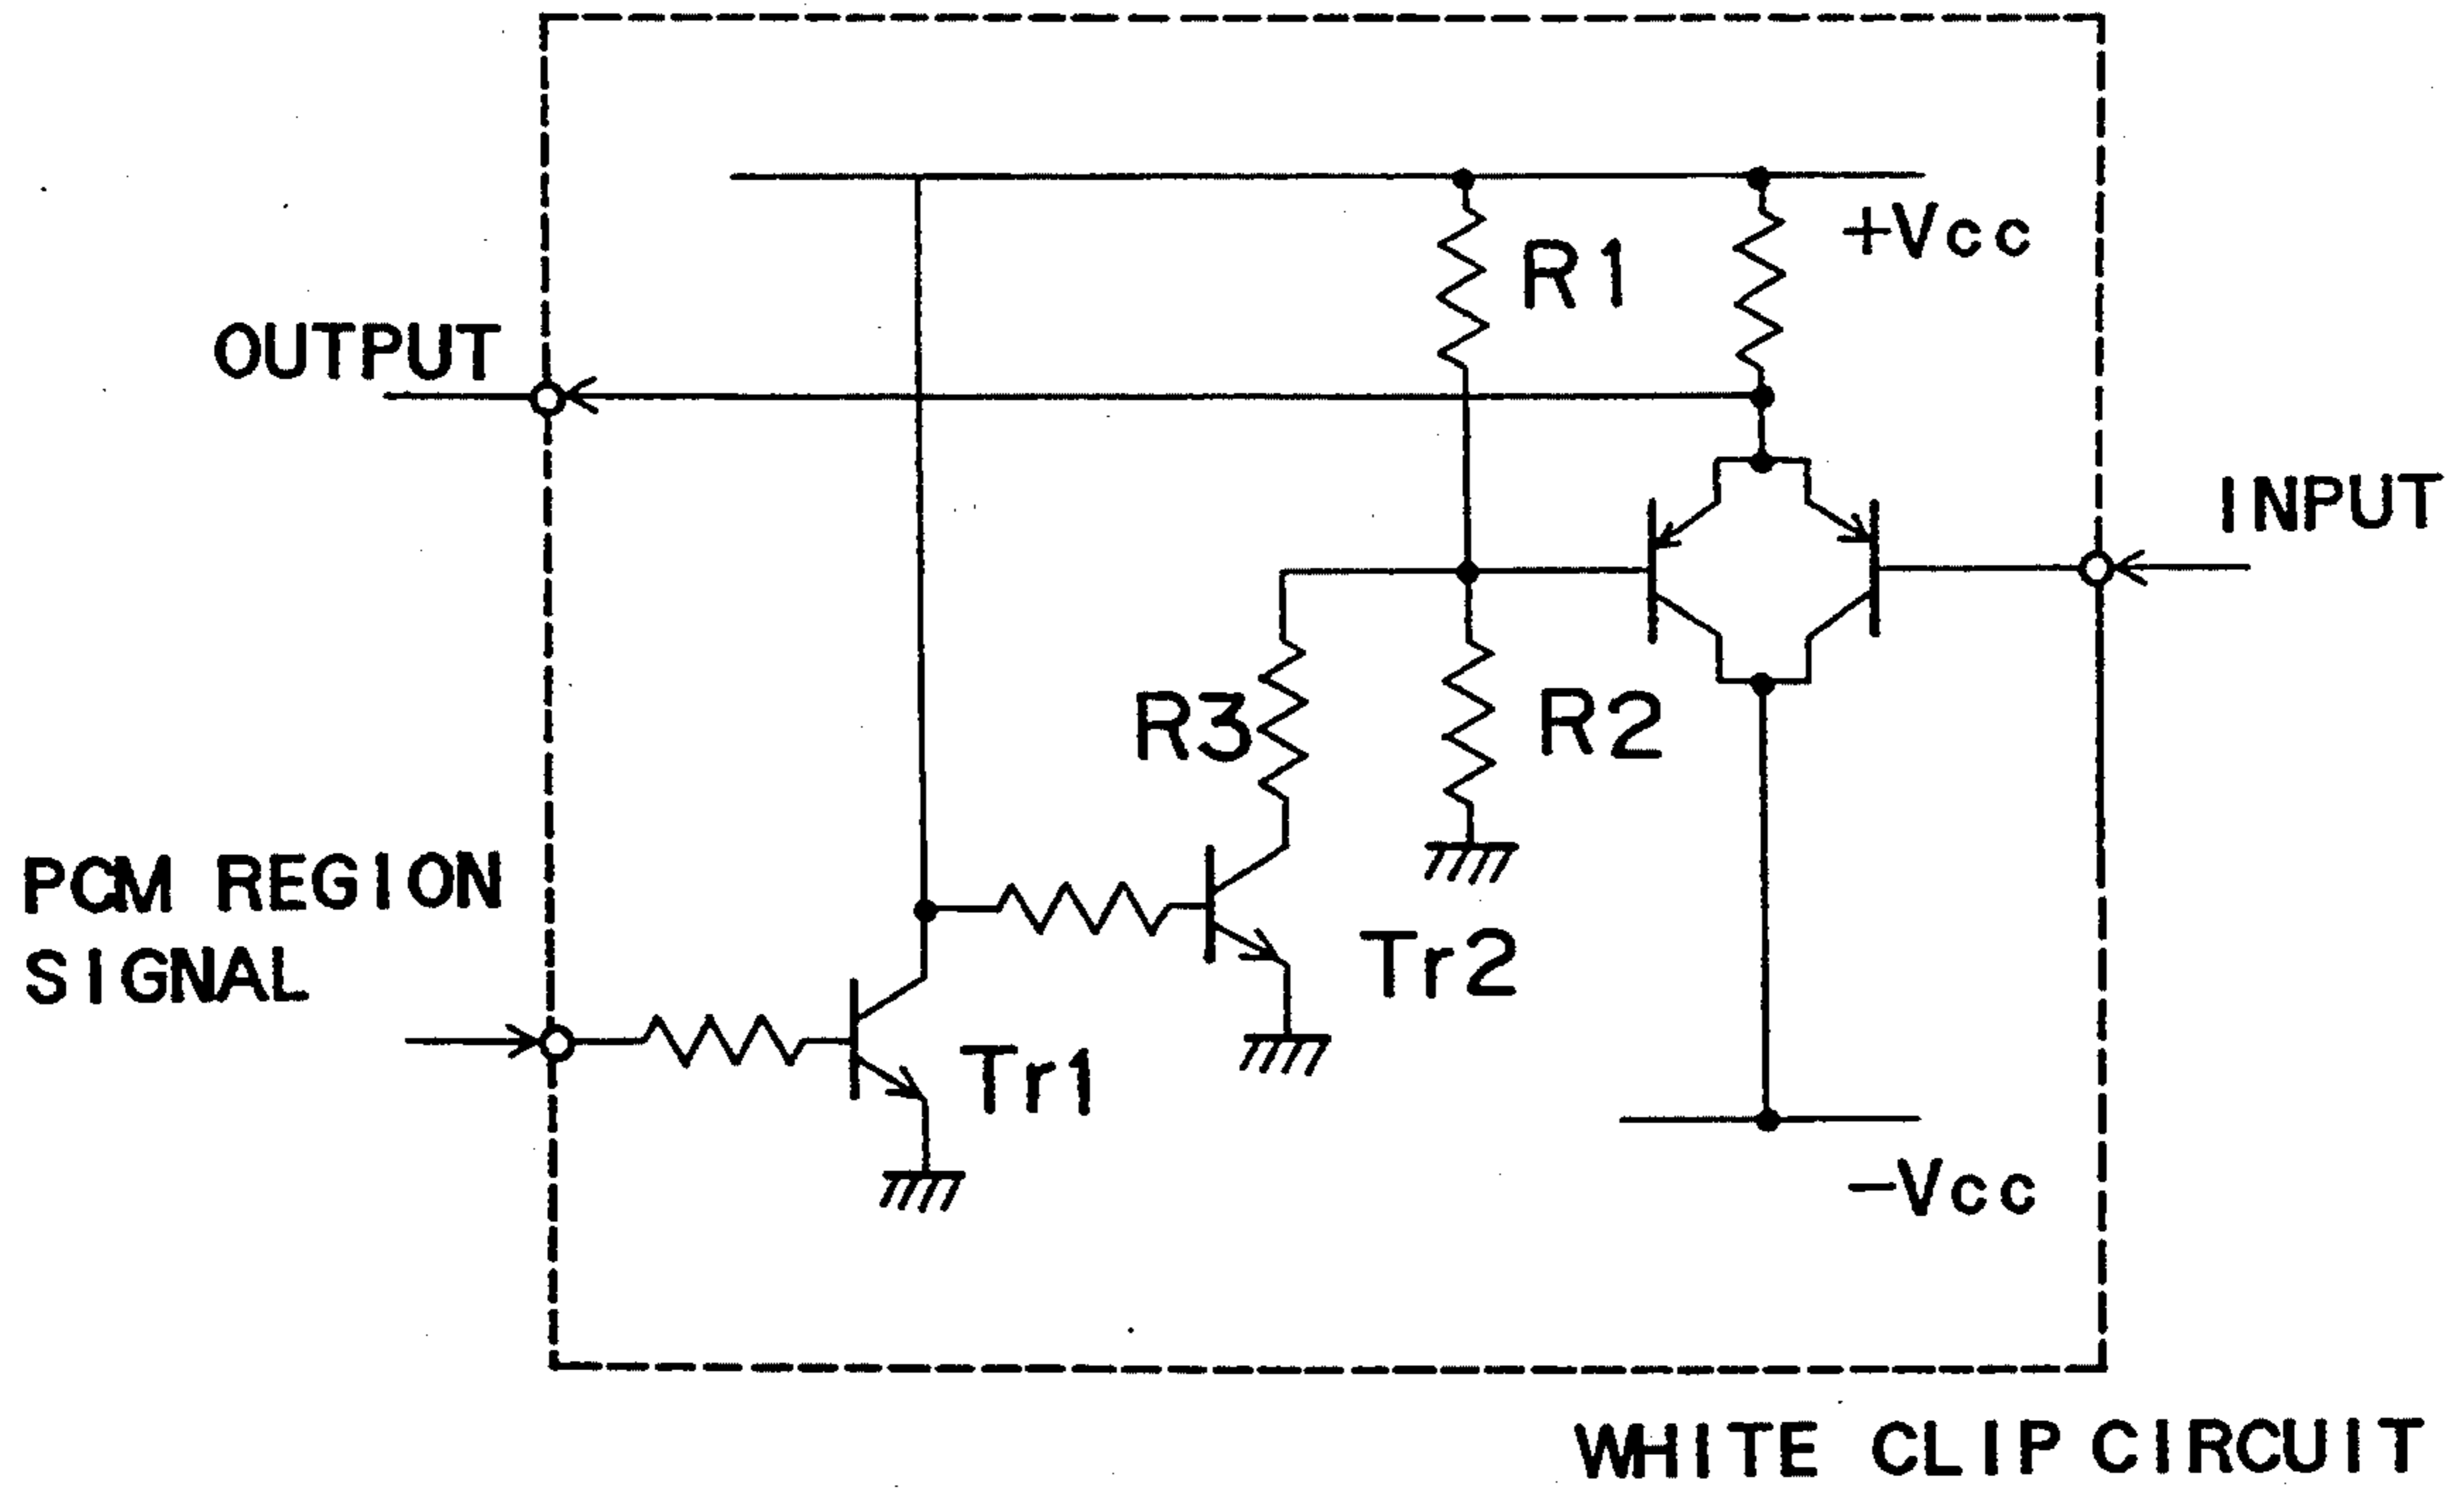 +Vcc
R1
OUTPUT
INPUT
R3
R2
PCM REGION
SIGNAL
Tr2
Tr1
-Vcc
WHITE CLIP CIRCUIT